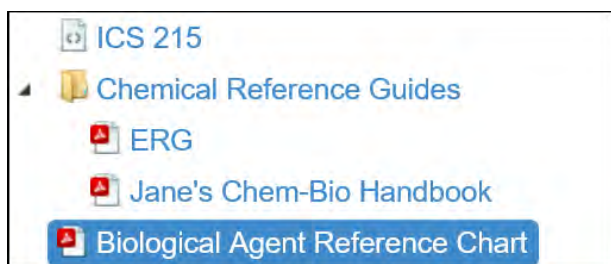 ICS 215
Chemical Reference Guides
ERG
Jane's Chem-Bio Handbook
Biological Agent Reference Chart